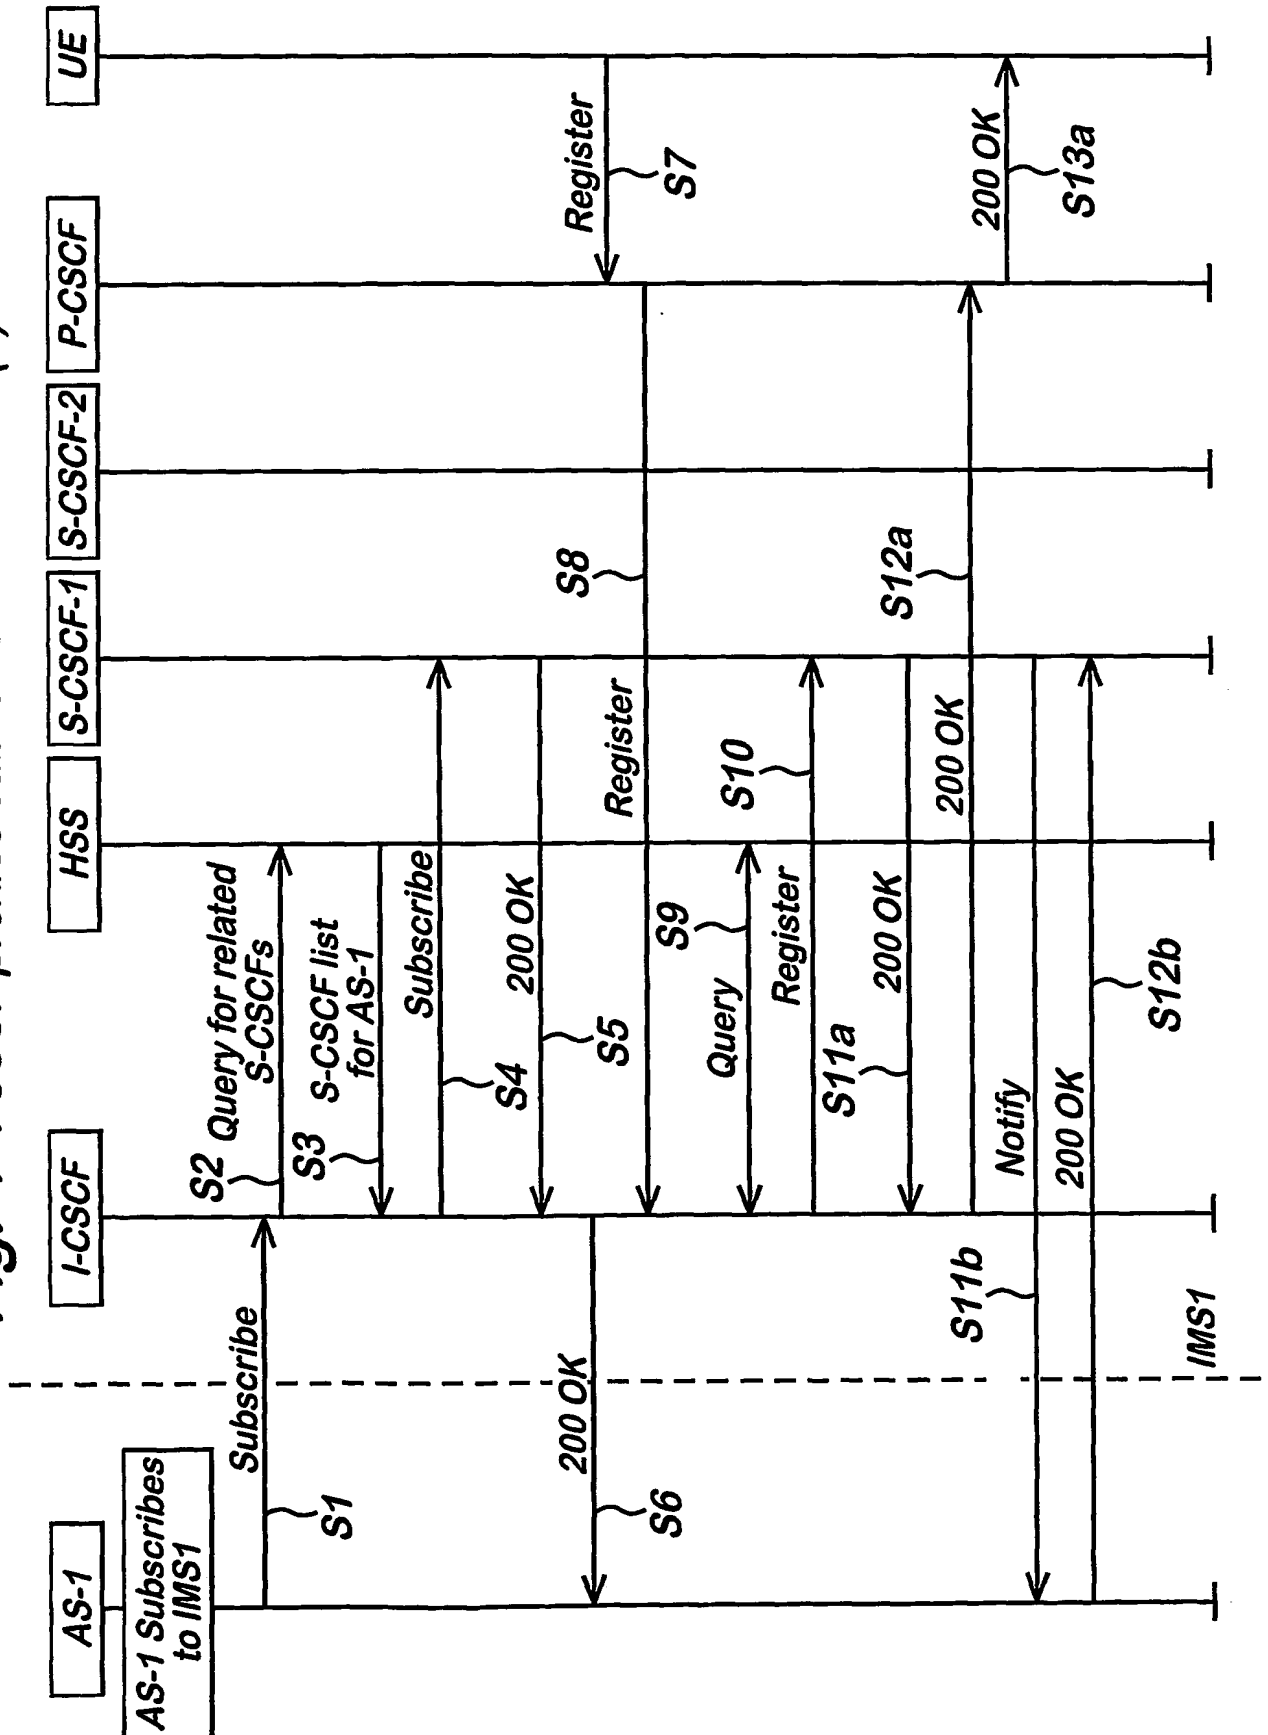 AS-1
I-CSCF
HSS
S-CSCF-1
S-CSCF-2
P-CSCF
UE
AS-1 Subscribes
to IMS1
Subscribe
S1
S2
Query for related
S-CSCFs
S3
S-CSCF list
for AS-1
Subscribe
S4
200 OK
S5
200 OK
S6
Register
S7
S8
Register
S9
Query
S10
Register
200 OK
S11a
S12a
200 OK
200 OK
S13a
Notify
S11b
200 OK
S12b
IMS1